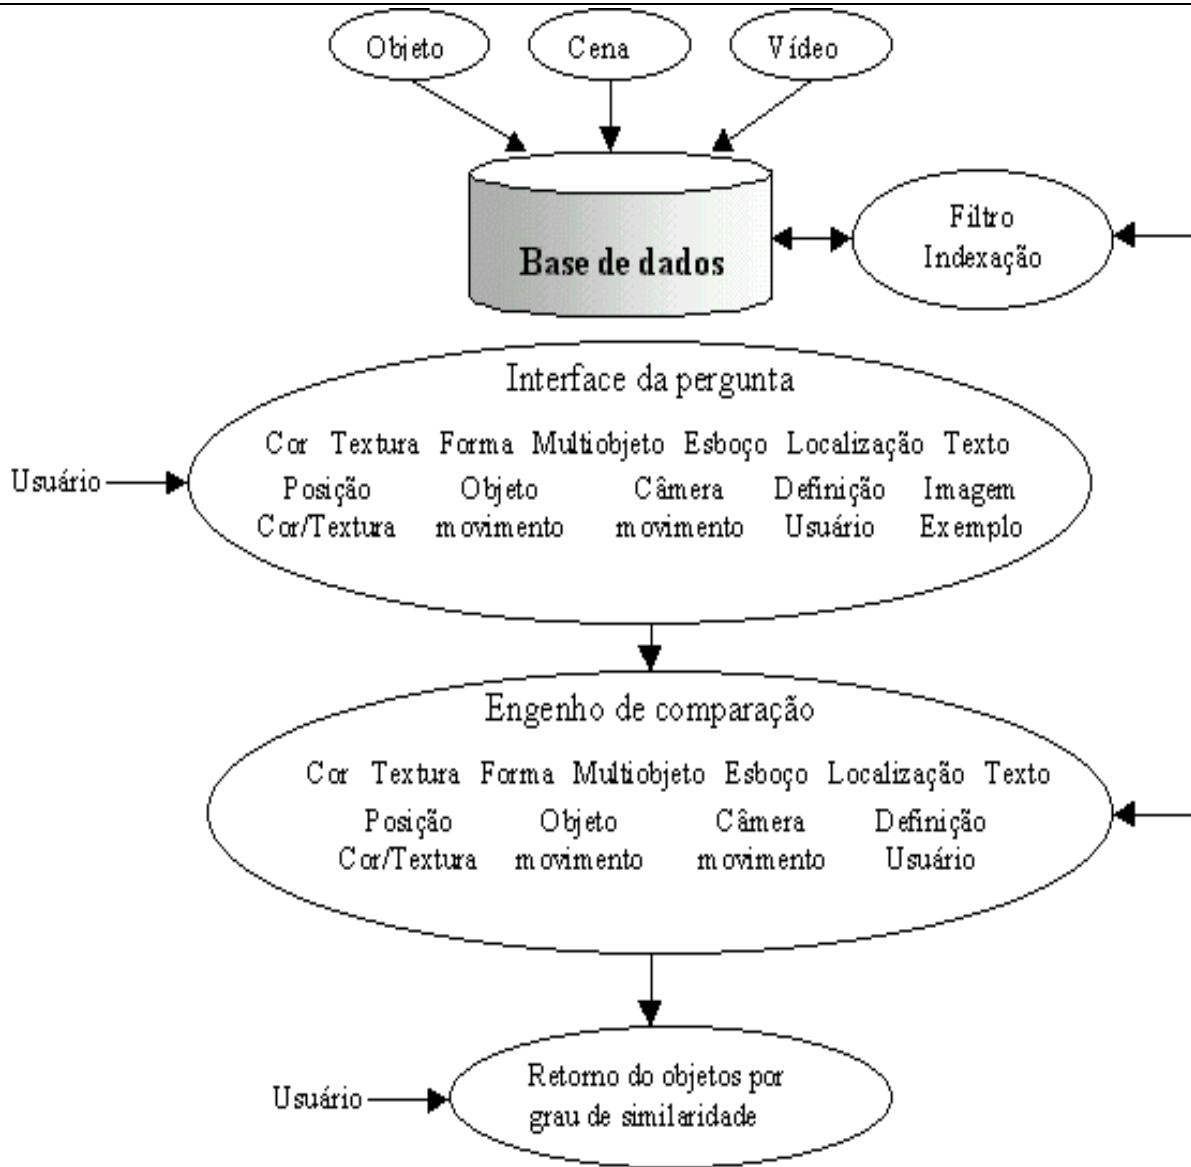 Objeto
Cena
Vídeo
Filtro
Indexação
Base de dados
Interface da pergunta
Cor Textura Forma Multiobjeto Esboço Localização Texto
Usuário
Posição Objeto Câmera Definição Imagem
Cor/Textura movimento movimento Usuário Exemplo
Engenho de comparação
Cor Textura Forma Multiobjeto Esboço Localização Texto
Posição Objeto Câmera Definição
Cor/Textura movimento movimento Usuário
Retorno do objetos por
grau de similaridade
Usuário